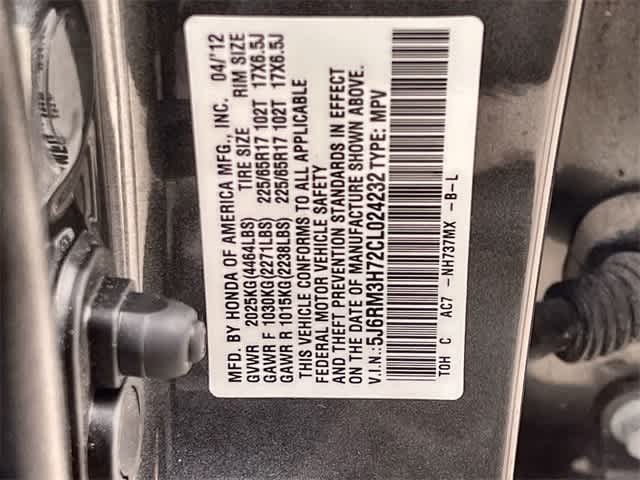 MFD. BY HONDA OF AMERICA MFG., INC. 04/12
TIRE SIZE RIM SIZE
GVWR 2025KG(4464LBS)
GAWR F 1030KG(2271LBS) 225/65R17 102T 17X6.5J
GAWR R 1015KG(2238LBS) 225/65R17 102T 17X6.5J
THIS VEHICLE CONFORMS TO ALL APPLICABLE
FEDERAL MOTOR VEHICLE SAFETY
AND THEFT PREVENTION STANDARDS IN EFFECT
ON THE DATE OF MANUFACTURE SHOWN ABOVE.
V.I.N.:5J6RM3H72CL024232 TYPE: MPV
TOH C AC7 -NH737MX -B-L